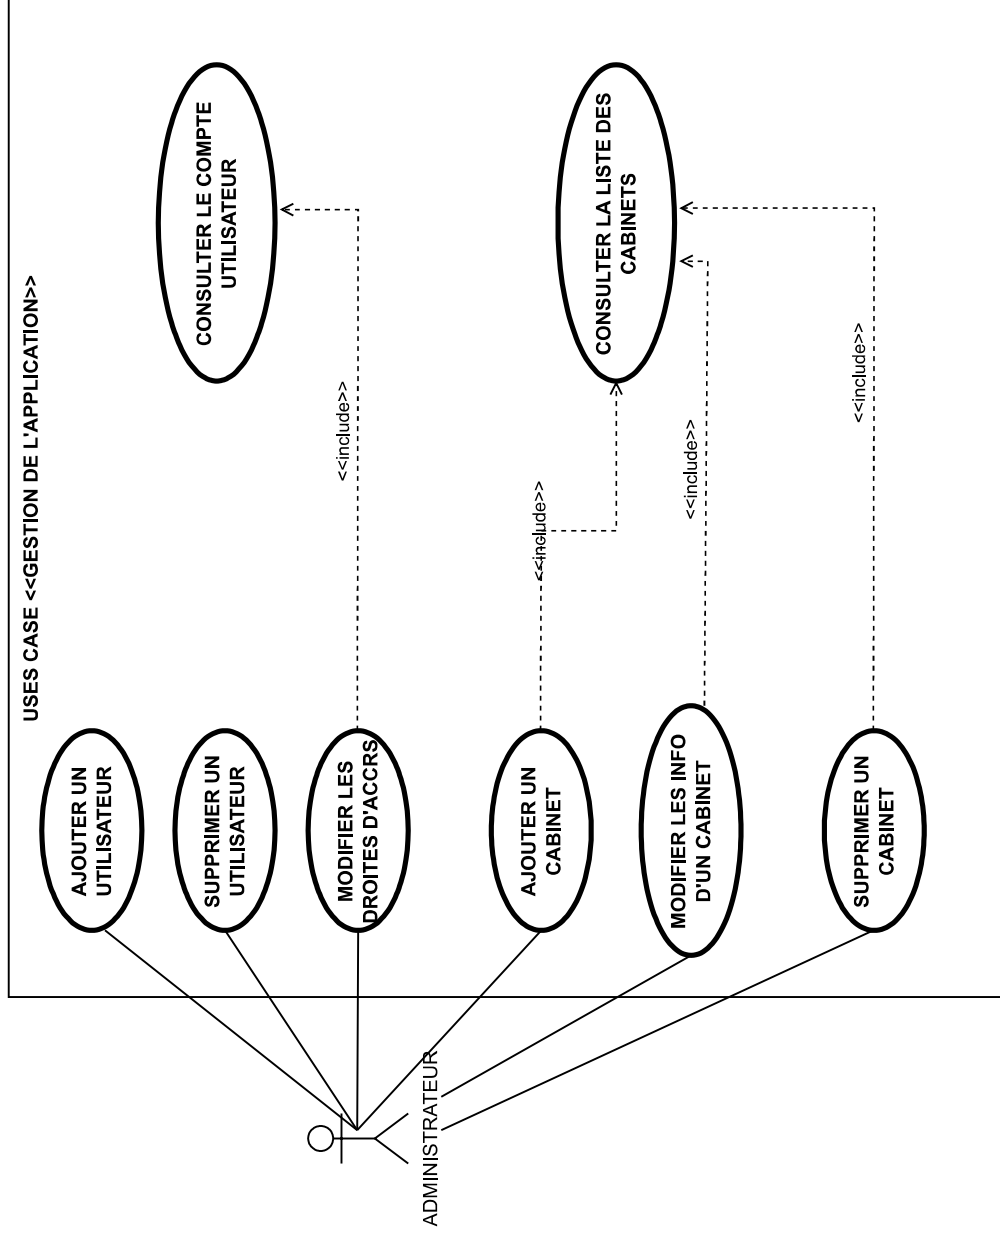 USES CASE <<GESTION DE L'APPLICATION>>
AJOUTER UN
UTILISATEUR
SUPPRIMER UN
UTILISATEUR
MODIFIER LES
DROITES D'ACCRS
AJOUTER UN
CABINET
MODIFIER LES INFO
D'UN CABINET
SUPPRIMER UN
CABINET
ADMINISTRATEUR
<<include>>
<<include>>
<<include>>
<<include>>
CONSULTER LE COMPTE
UTILISATEUR
CONSULTER LA LISTE DES
CABINETS